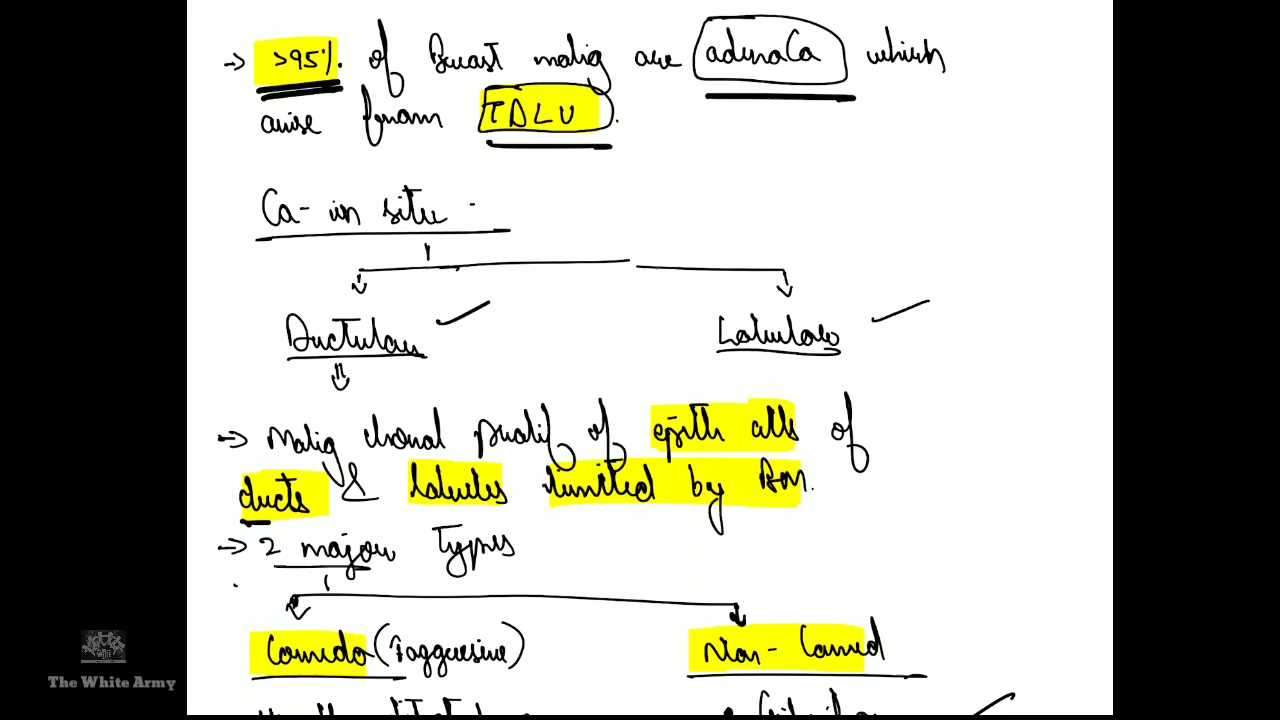 → >95% of Breast malig are adenoCa which
arise from TDLU.
Ca-in situ
Ductular
Lobular
→ Malig clonal prolif of epith cells of
ducts & lobules limited by BM.
→ 2 major types
Comedo (↑aggressive)
Non-Comed
The White Army